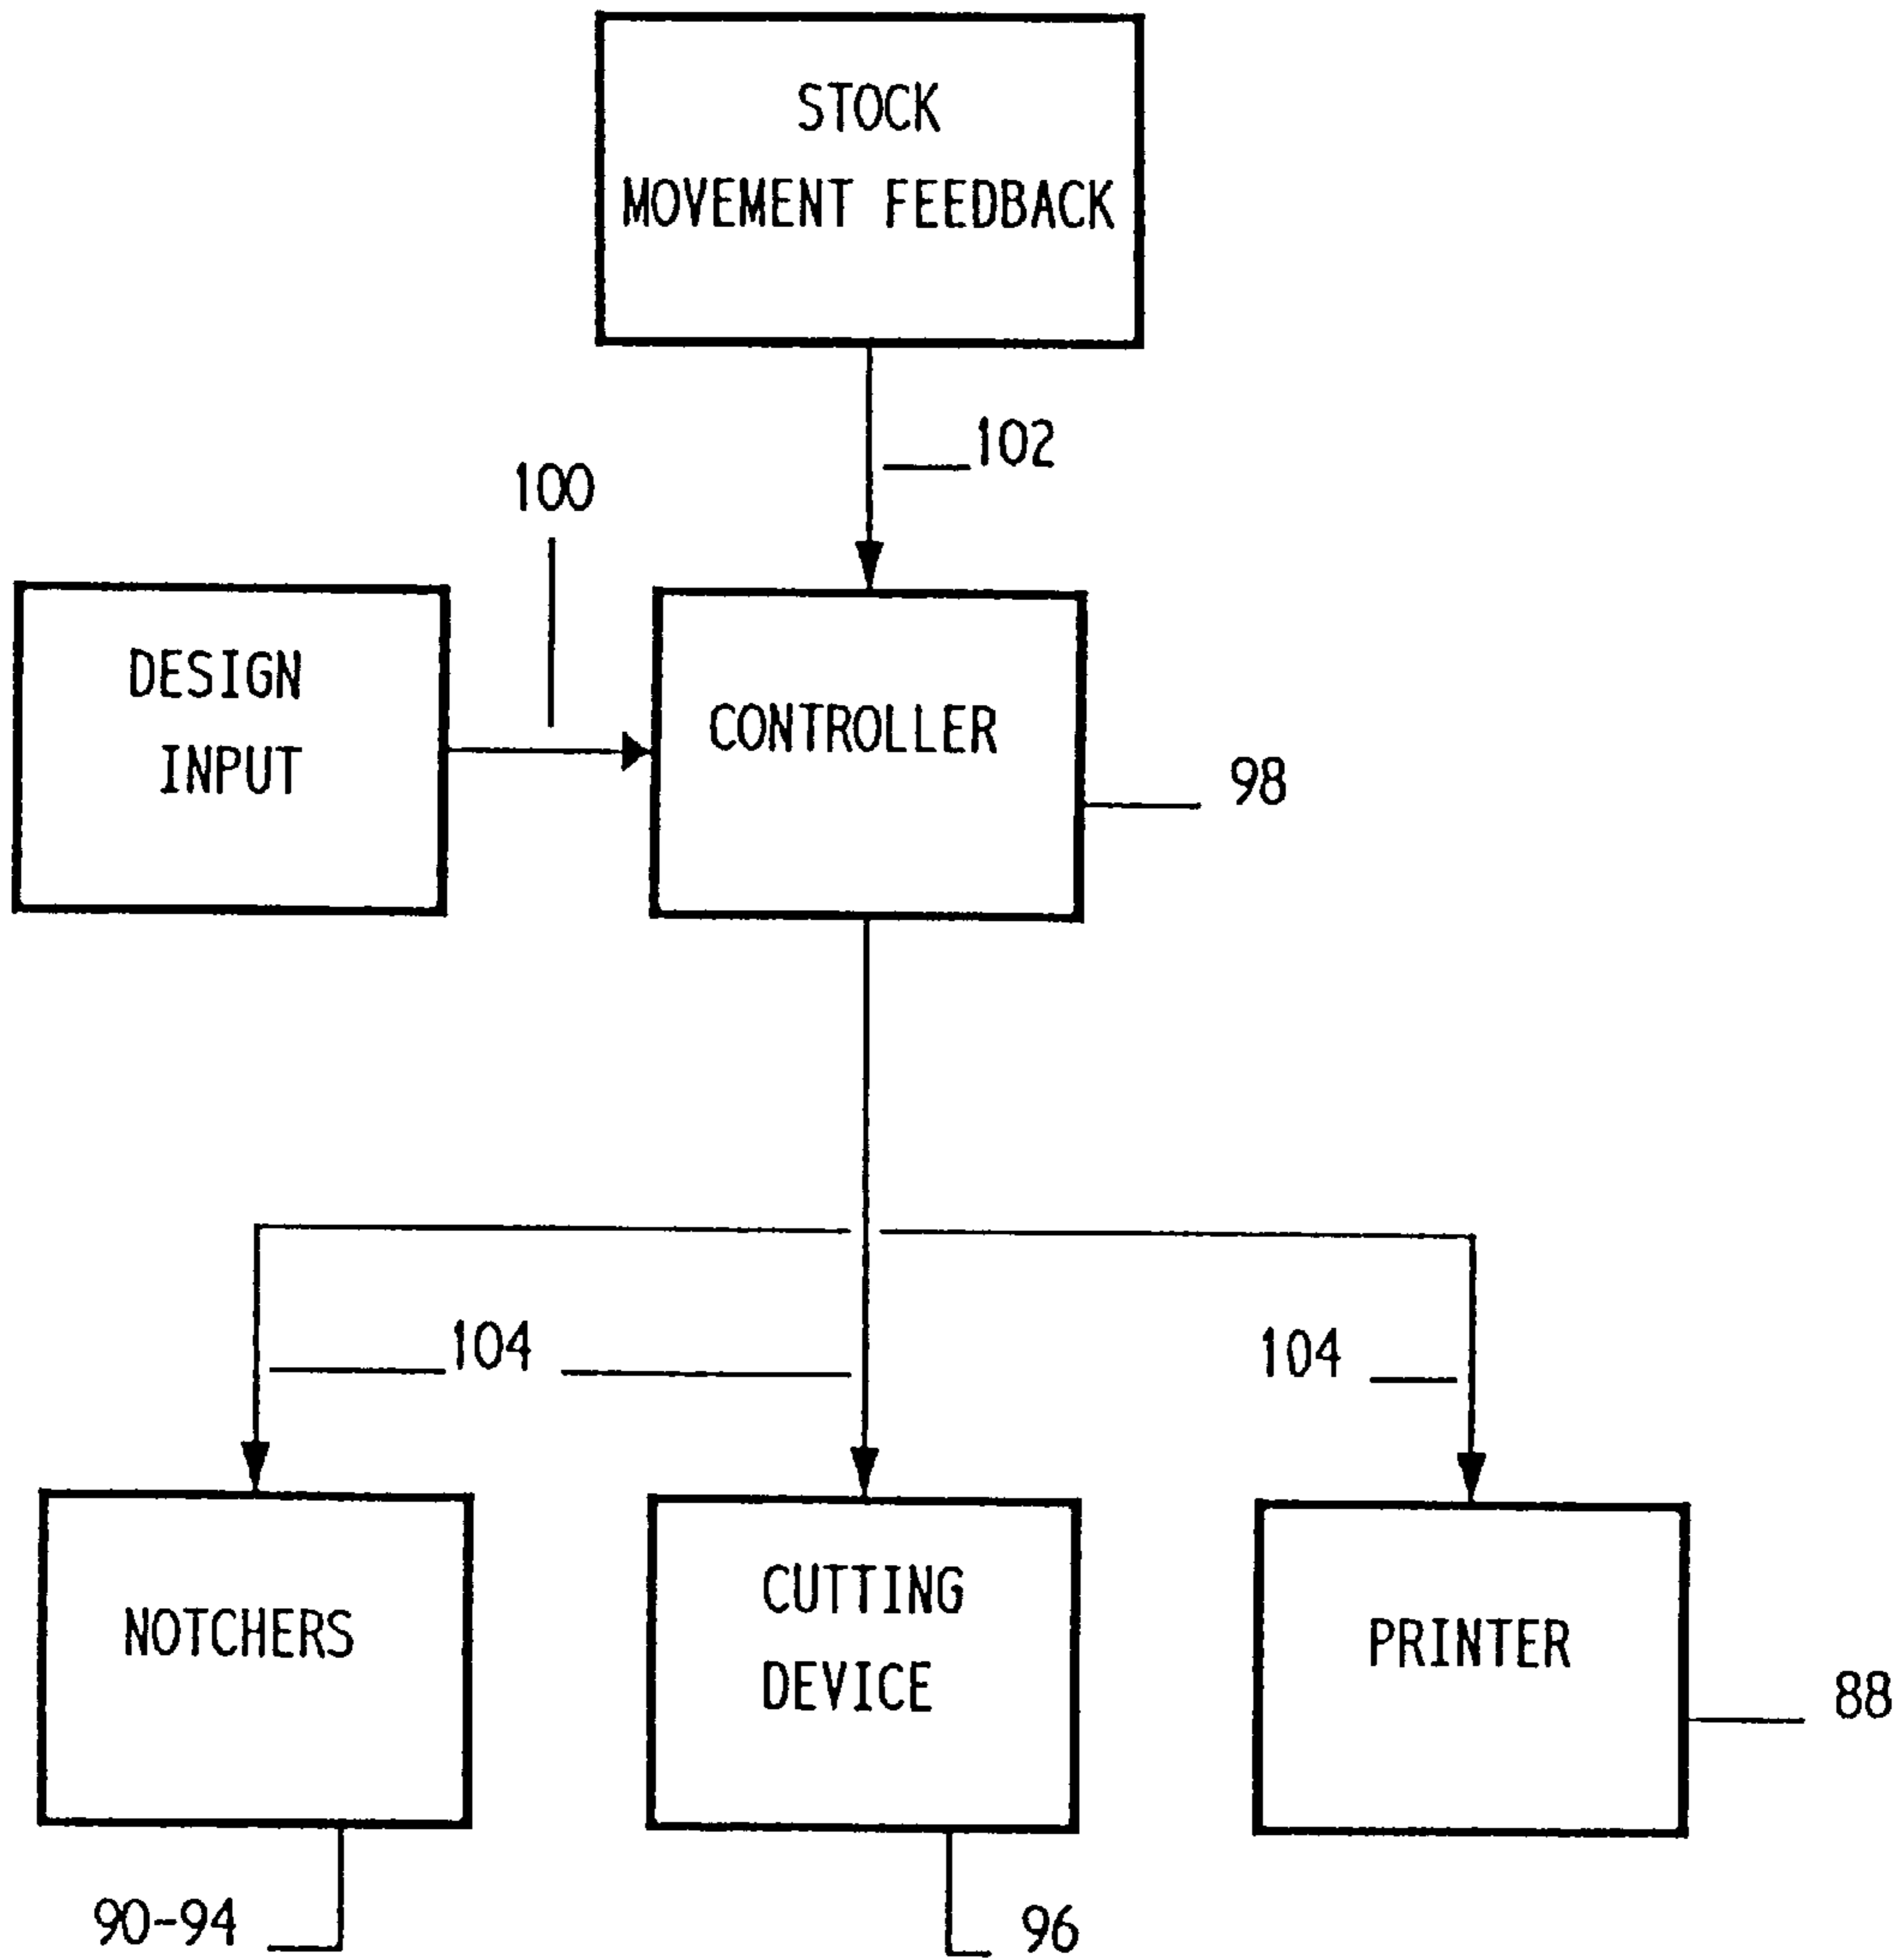 STOCK
MOVEMENT FEEDBACK
102
100
DESIGN
INPUT
CONTROLLER
98
104
104
NOTCHERS
CUTTING
DEVICE
PRINTER
88
90-94
96